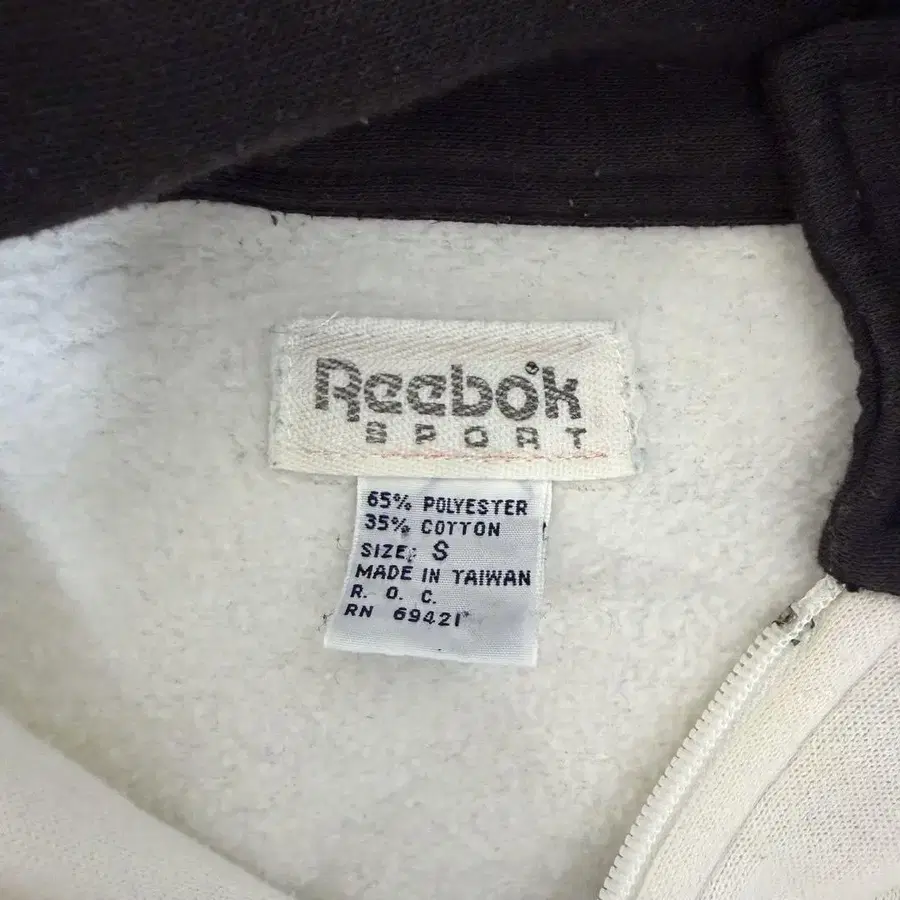 Reebok
SPORT
65% POLYESTER
35% COTTON
SIZE: S
MADE IN TAIWAN
R. O. C.
RN 69421